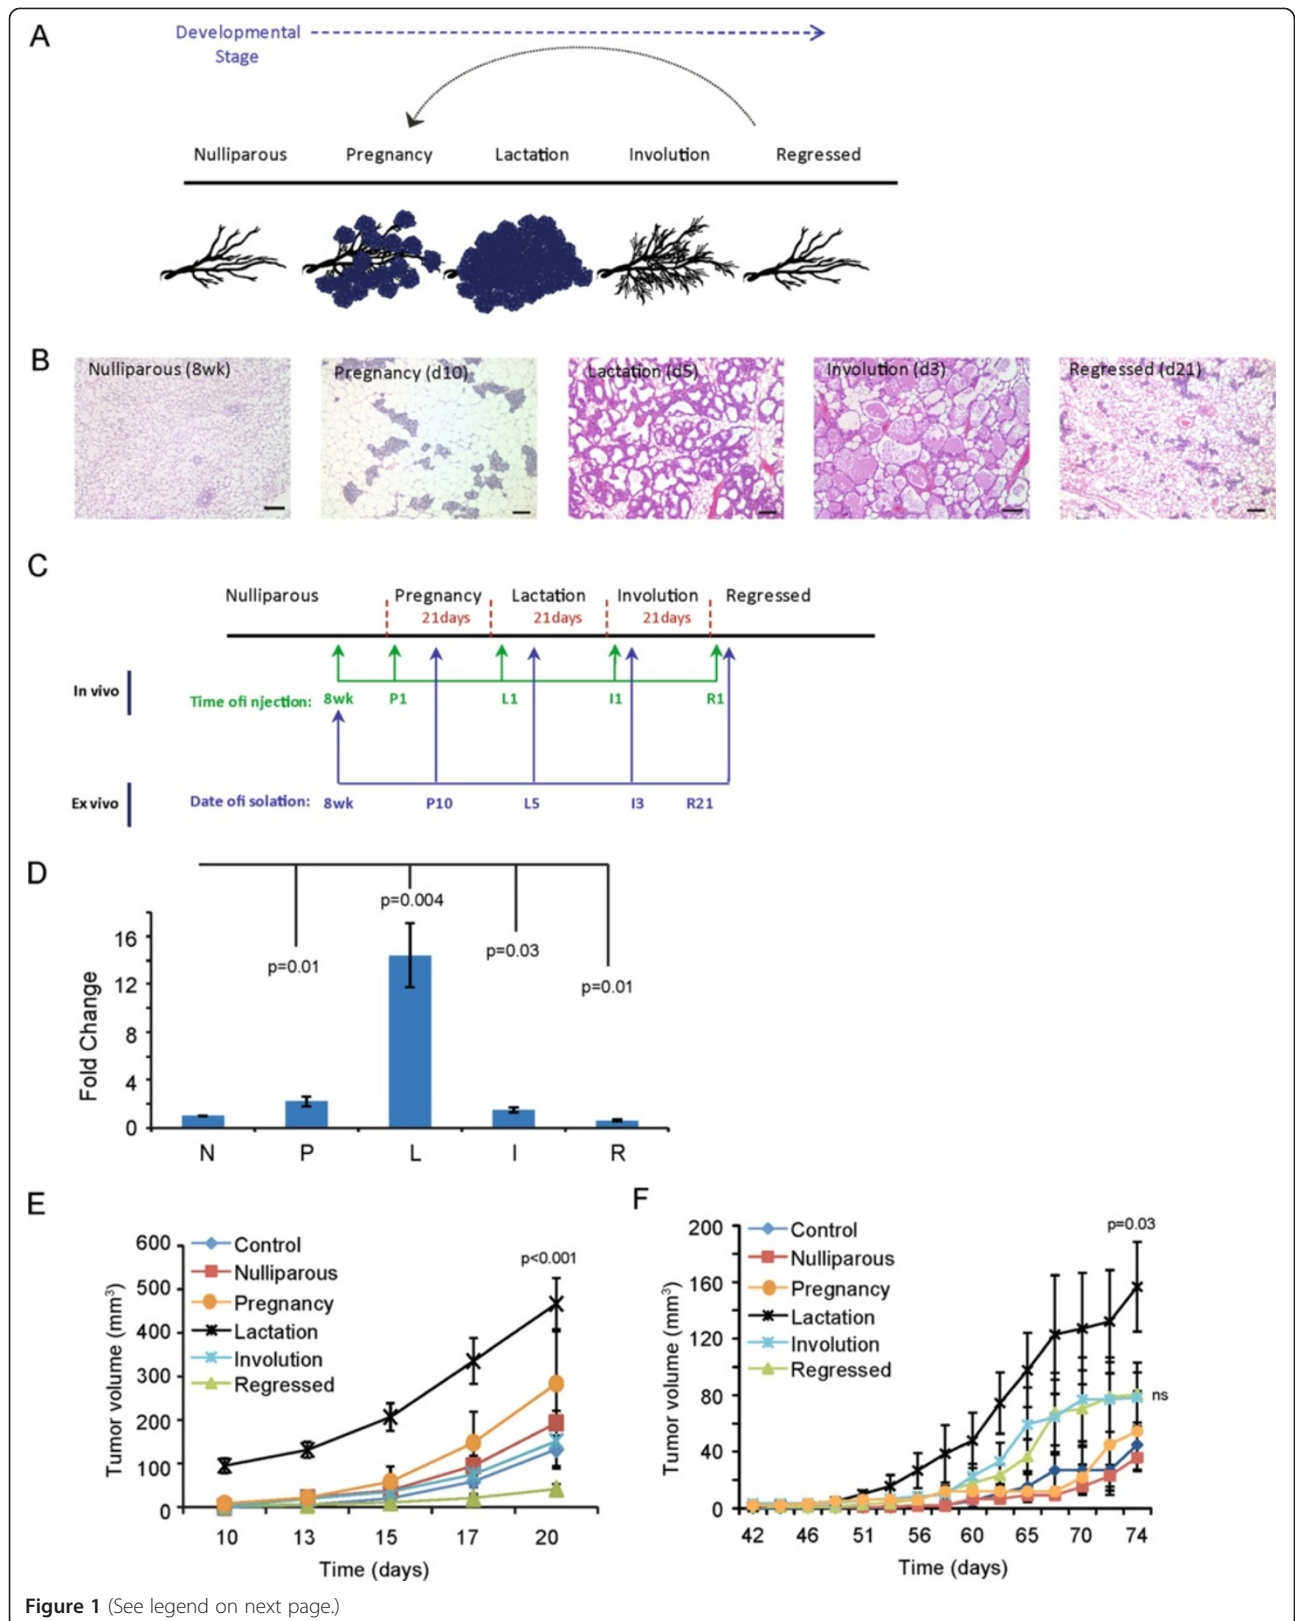 A
Developmental
Stage
Nulliparous Pregnancy Lactation Involution Regressed
B
Nulliparous (8wk) Pregnancy (d10) Lactation (d5) Involution (d3) Regressed (d21)
C
Nulliparous Pregnancy Lactation Involution Regressed
21days 21days 21days
In vivo
Time ofi njection: 8wk P1 L1 I1 R1
Ex vivo
Date ofi solation: 8wk P10 L5 I3 R21
D
p=0.004
p=0.03
p=0.01
p=0.01
Fold Change
16
12
8
4
0
N P L I R
E
600
500
400
300
200
100
0
Tumor volume (mm³)
Control
Nulliparous
Pregnancy
Lactation
Involution
Regressed
p<0.001
10 13 15 17 20
Time (days)
F
200
160
120
80
40
0
Tumor volume (mm³)
Control
Nulliparous
Pregnancy
Lactation
Involution
Regressed
p=0.03
ns
42 46 51 56 60 65 70 74
Time (days)
Figure 1 (See legend on next page.)